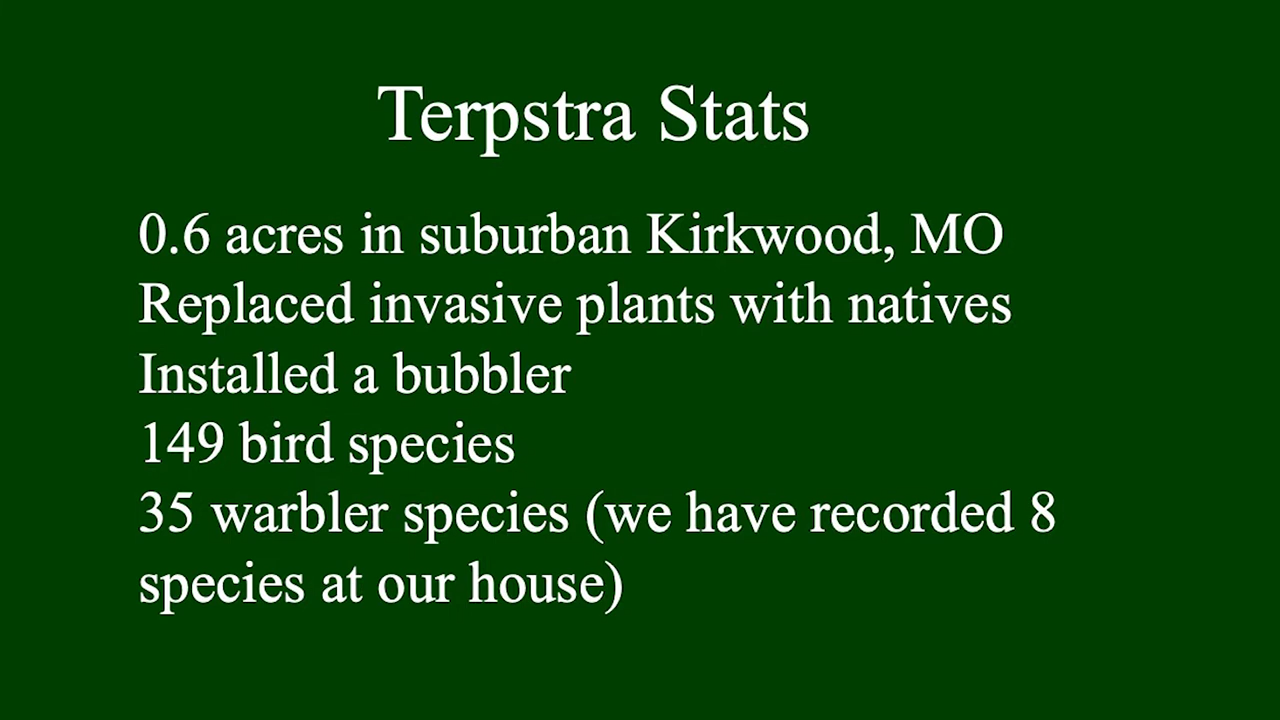 Terpstra Stats
0.6 acres in suburban Kirkwood, MO
Replaced invasive plants with natives
Installed a bubbler
149 bird species
35 warbler species (we have recorded 8
species at our house)